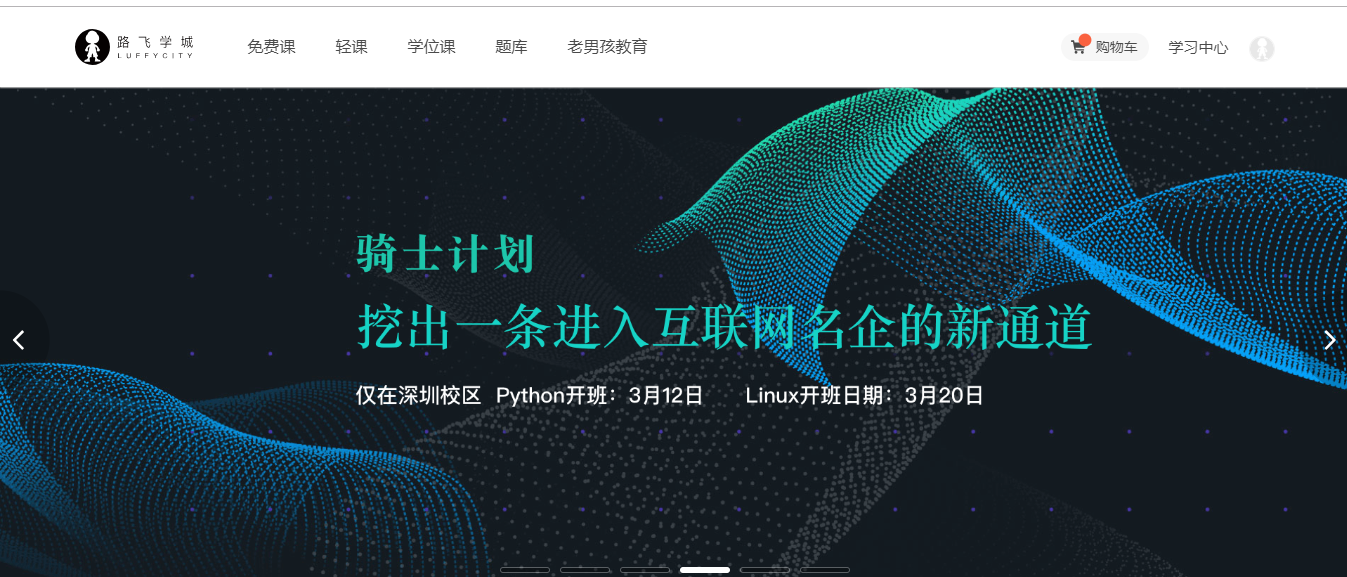 路飞学城
LUFFYCITY
免费课 轻课 学位课 题库 老男孩教育
购物车 学习中心
骑士计划
挖出一条进入互联网名企的新通道
仅在深圳校区 Python开班：3月12日 Linux开班日期：3月20日